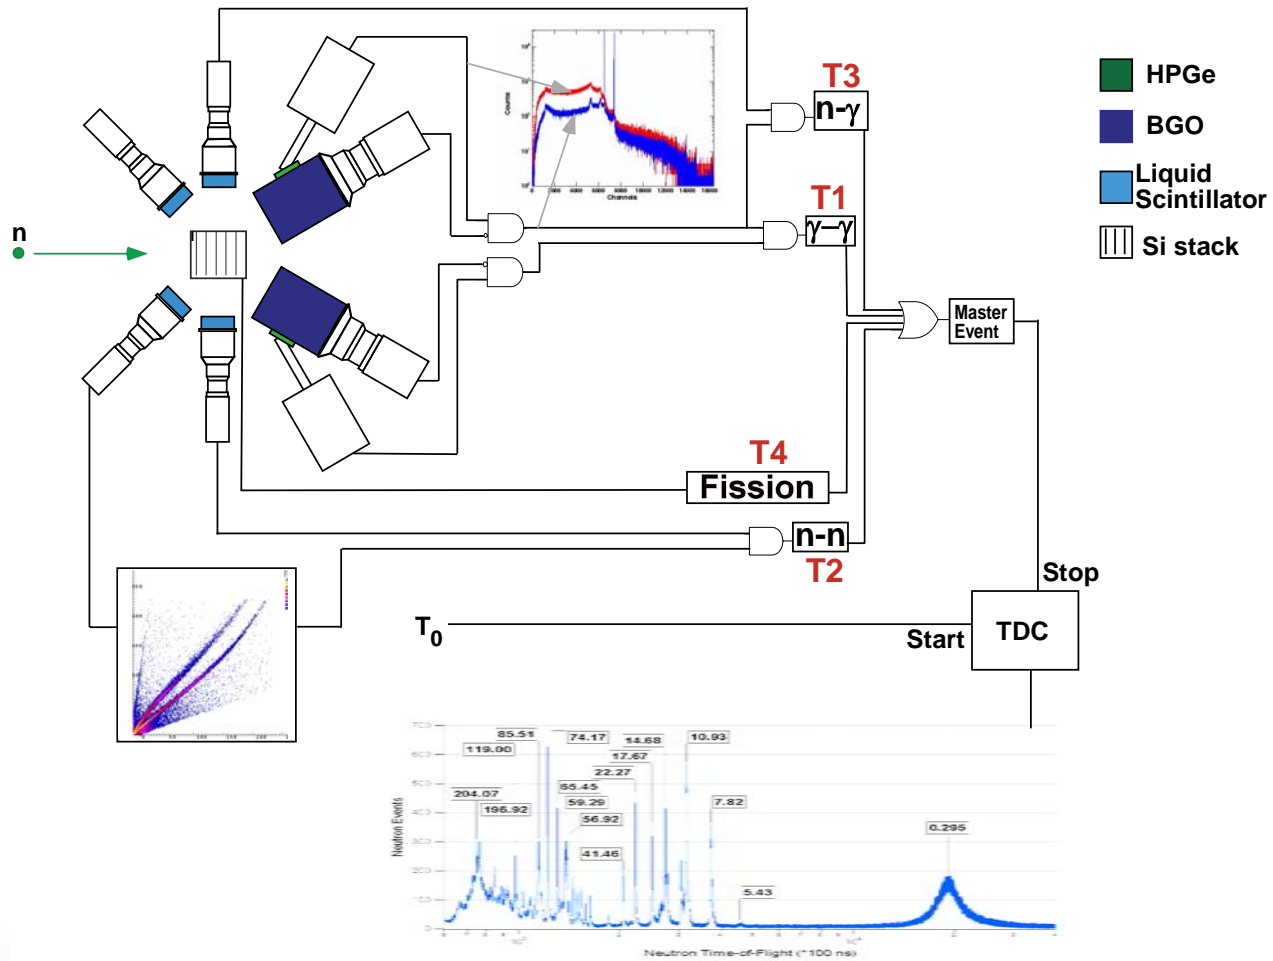 HPGe
BGO
Liquid
Scintillator
Si stack
n
Counts
Channels
T3
n-γ
T1
γ–γ
Master
Event
T4
Fission
n-n
T2
Stop
T0
Start
TDC
85.51
74.17
14.68
10.93
119.00
17.67
22.27
204.07
65.45
196.92
59.29
7.82
56.92
0.295
41.46
5.43
Neutron Events
Neutron Time-of-Flight (*100 ns)